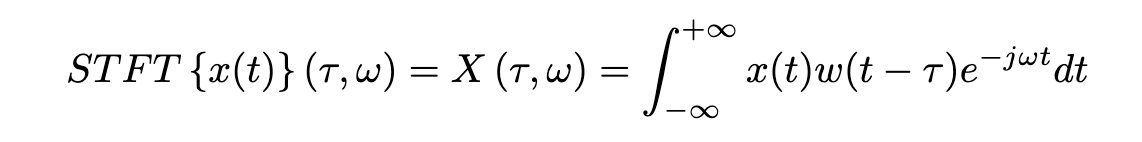 STFT {x(t)} (τ, ω) = X (τ, ω) = ∫_{−∞}^{+∞} x(t)w(t − τ)e^{−jωt} dt